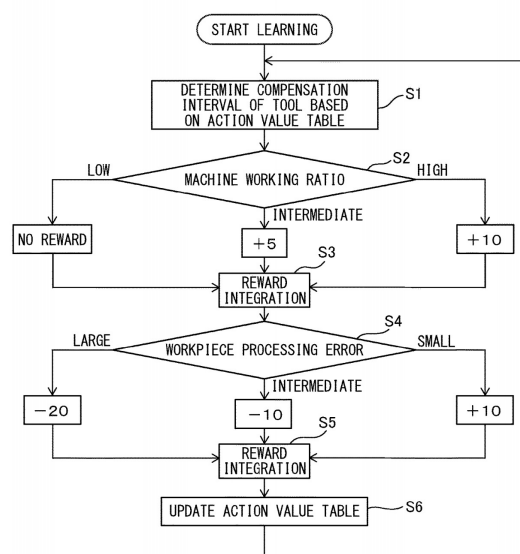 START LEARNING
DETERMINE COMPENSATION
INTERVAL OF TOOL BASED
ON ACTION VALUE TABLE
S1
S2
LOW
MACHINE WORKING RATIO
HIGH
INTERMEDIATE
NO REWARD
+5
+10
S3
REWARD
INTEGRATION
S4
LARGE
WORKPIECE PROCESSING ERROR
SMALL
INTERMEDIATE
-20
-10
+10
S5
REWARD
INTEGRATION
UPDATE ACTION VALUE TABLE
S6